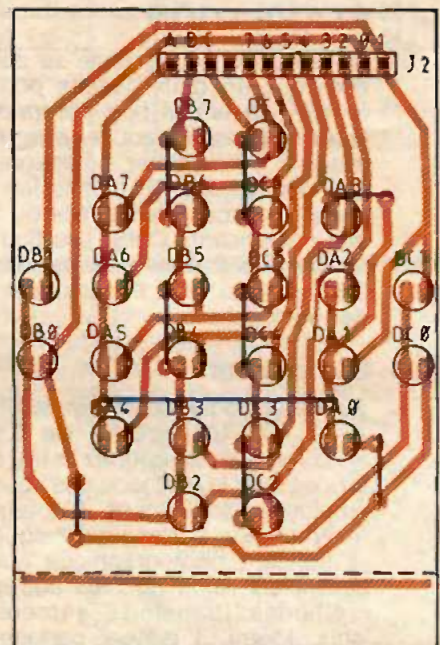 A DC 7 6 5 4 3 2 0 1
J2
DB7 DC7
DA7 DB6 DC6 DA3
DB1 DA6 DB5 DC5 DA2 DC1
DB0 DA5 DB4 DC4 DA1 DC0
DA4 DB3 DC3 DA0
DB2 DC2